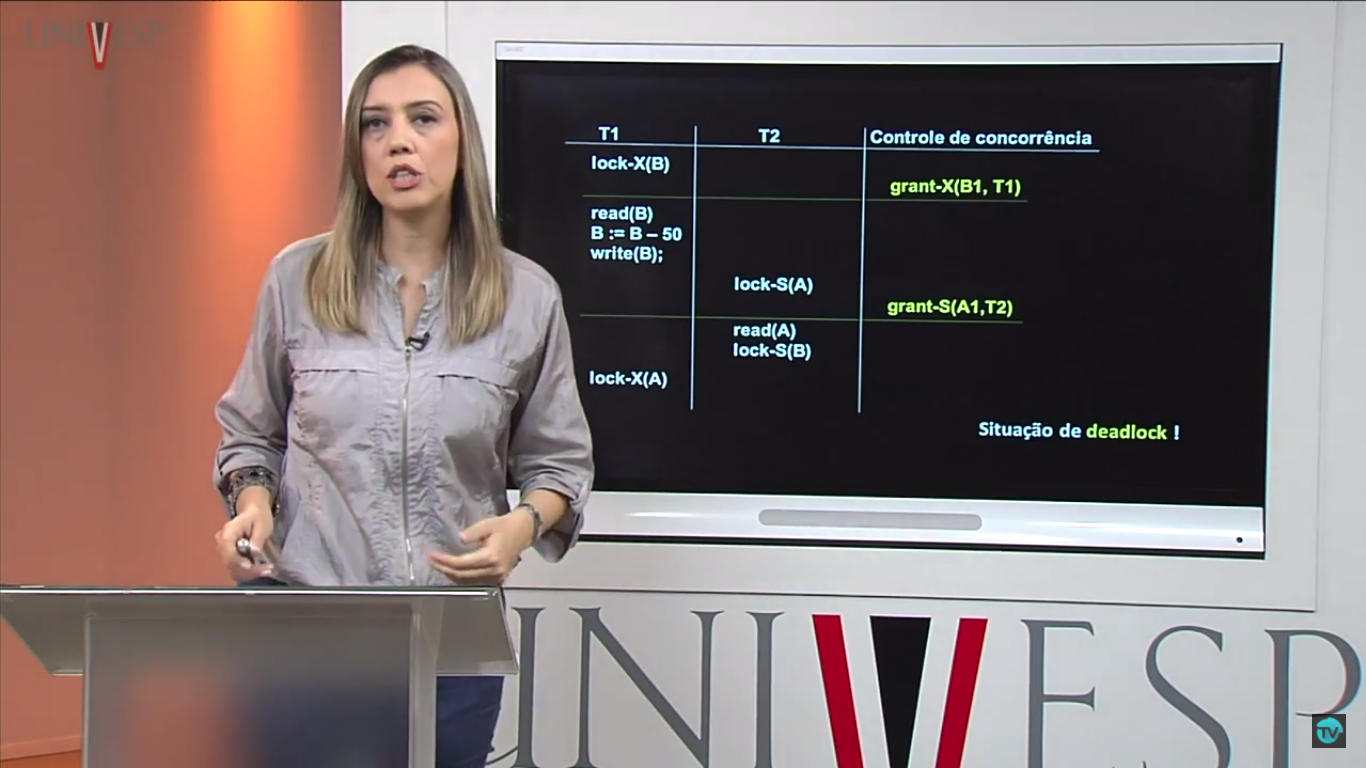 UNIVESP
T1 T2 Controle de concorrência
lock-X(B)
grant-X(B1, T1)
read(B)
B := B – 50
write(B);
lock-S(A)
grant-S(A1,T2)
read(A)
lock-S(B)
lock-X(A)
Situação de deadlock !
UNIVESP
TV